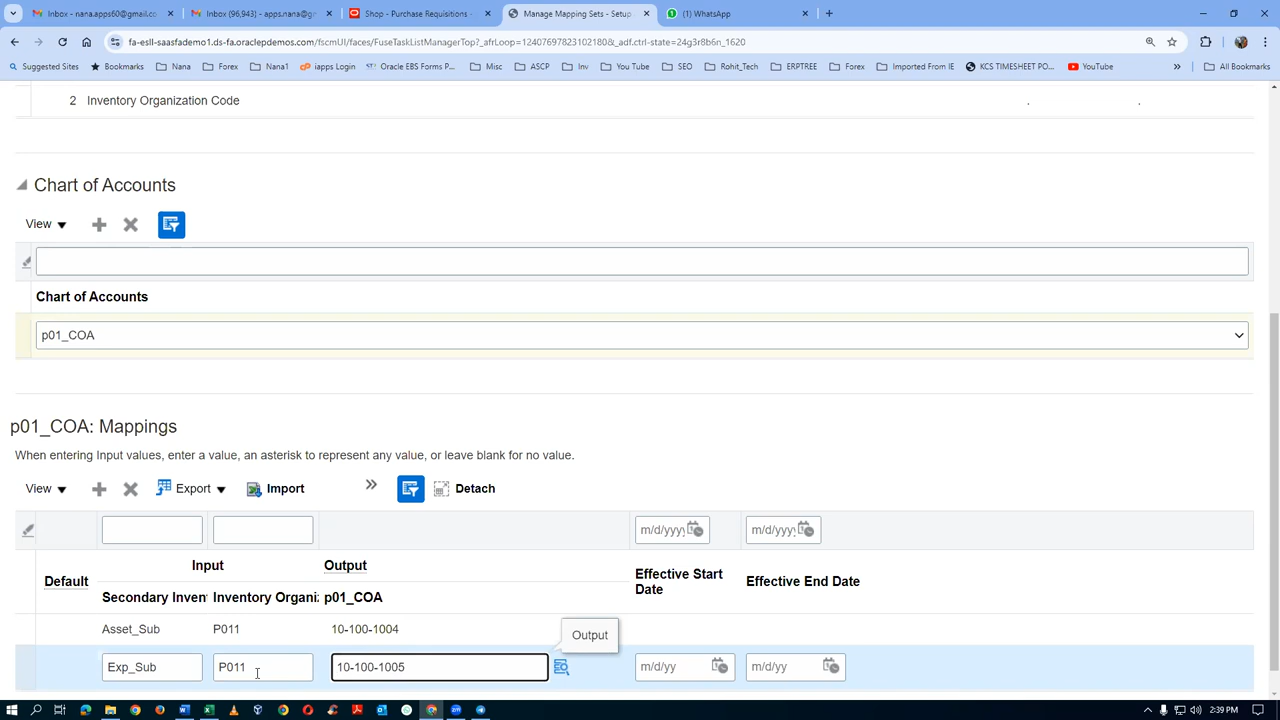 Inbox - nana.apps60@gmail.co
Inbox (96,943) - apps.nana@gr
Shop - Purchase Requisitions -
Manage Mapping Sets - Setup
(1) WhatsApp
fa-esll-saasfademo1.ds-fa.oraclepdemos.com/fscmUI/faces/FuseTaskListManagerTop?_afrLoop=124076978231021​80&_adf.ctrl-state=24g3r8b6n_1620
Suggested Sites
Bookmarks
Nana
Forex
Nana1
iapps Login
Oracle EBS Forms P...
Misc
ASCP
Inv
You Tube
SEO
Rohit_Tech
ERPTREE
Forex
Imported From IE
KCS TIMESHEET PO...
YouTube
All Bookmarks
2 Inventory Organization Code
Chart of Accounts
View
Chart of Accounts
p01_COA
p01_COA: Mappings
When entering Input values, enter a value, an asterisk to represent any value, or leave blank for no value.
View
Export
Import
Detach
m/d/yyyy
m/d/yyyy
Default
Input
Output
Effective Start Date
Effective End Date
Secondary Inven
Inventory Organi:
p01_COA
Asset_Sub
P011
10-100-1004
Output
Exp_Sub
P011
10-100-1005
m/d/yy
m/d/yy
2:39 PM